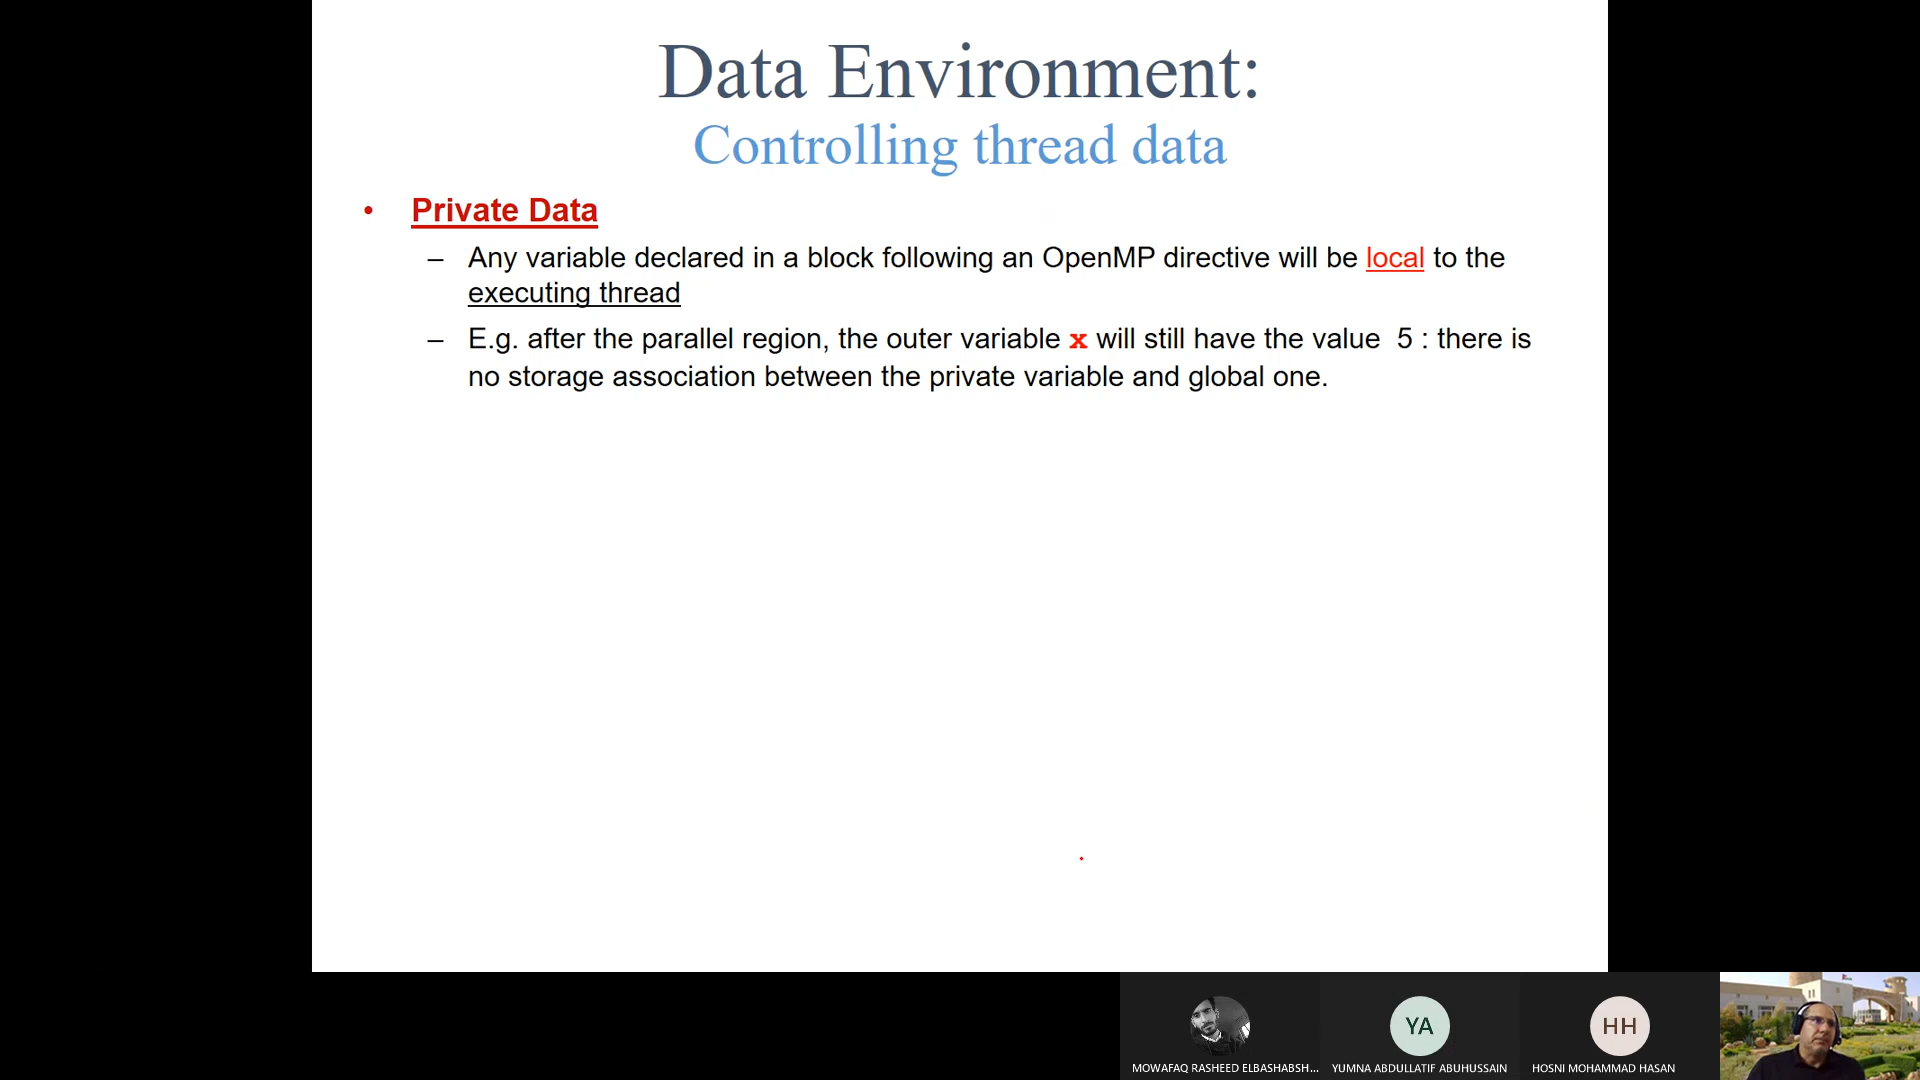 Data Environment:
Controlling thread data
• Private Data
– Any variable declared in a block following an OpenMP directive will be local to the
executing thread
– E.g. after the parallel region, the outer variable x will still have the value 5 : there is
no storage association between the private variable and global one.
YA
HH
MOWAFAQ RASHEED ELBASHABSH...
YUMNA ABDULLATIF ABUHUSSAIN
HOSNI MOHAMMAD HASAN